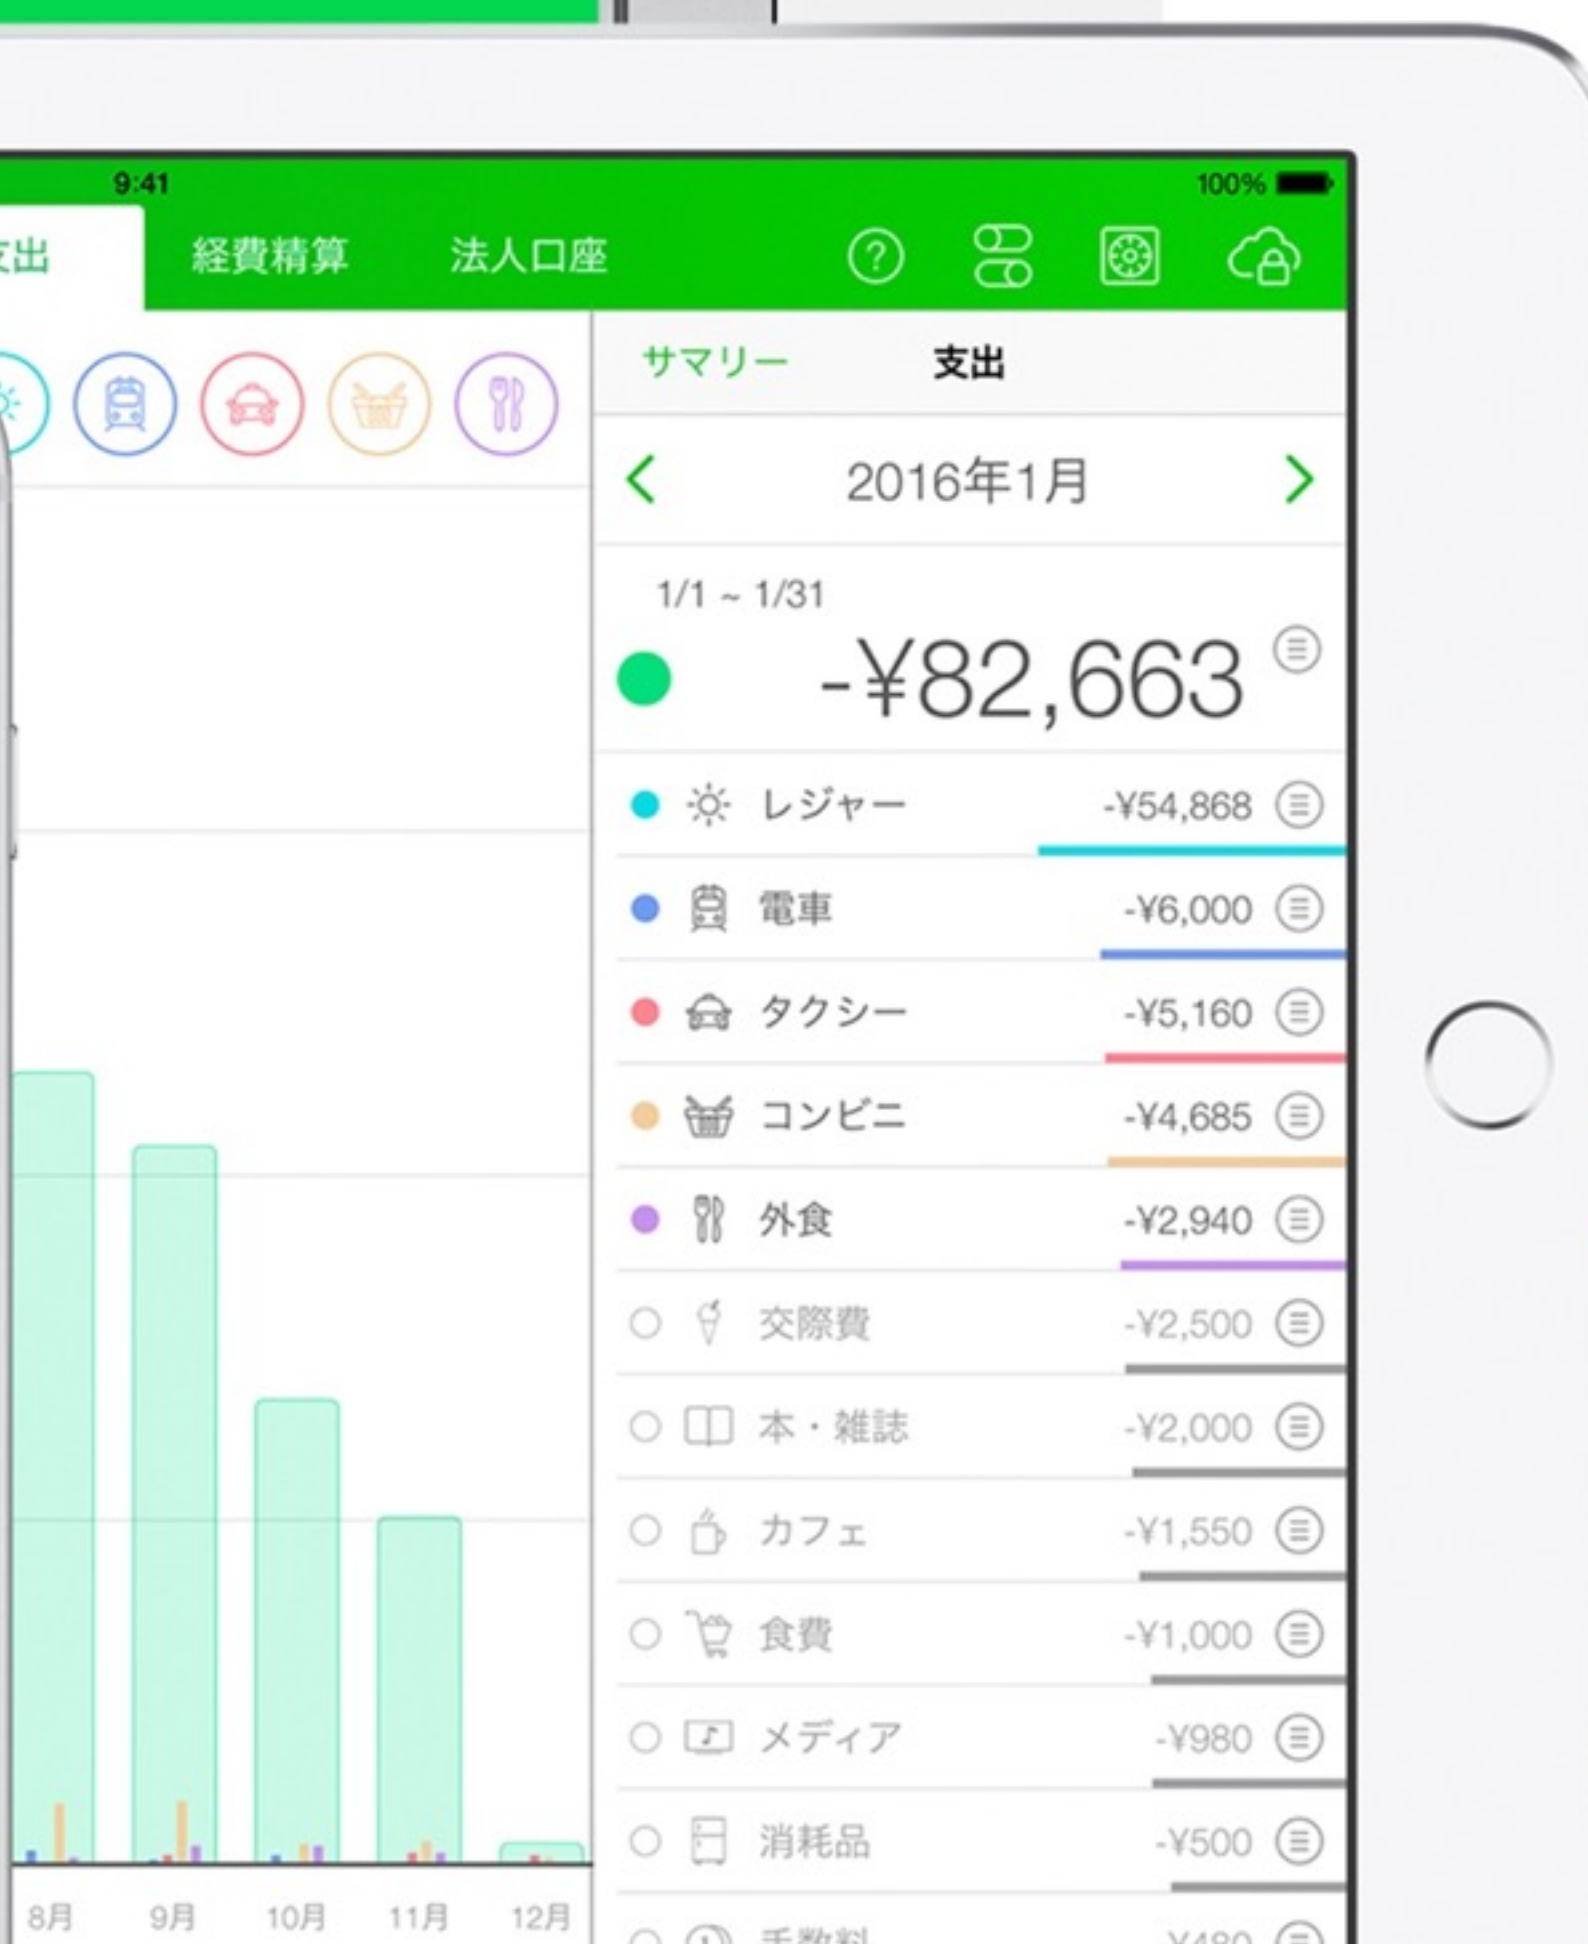 9:41
100%
支出
経費精算
法人口座
サマリー
支出
2016年1月
1/1 ~ 1/31
-¥82,663
レジャー -¥54,868
電車 -¥6,000
タクシー -¥5,160
コンビニ -¥4,685
外食 -¥2,940
交際費 -¥2,500
本・雑誌 -¥2,000
カフェ -¥1,550
食費 -¥1,000
メディア -¥980
消耗品 -¥500
手数料 -¥480
8月 9月 10月 11月 12月